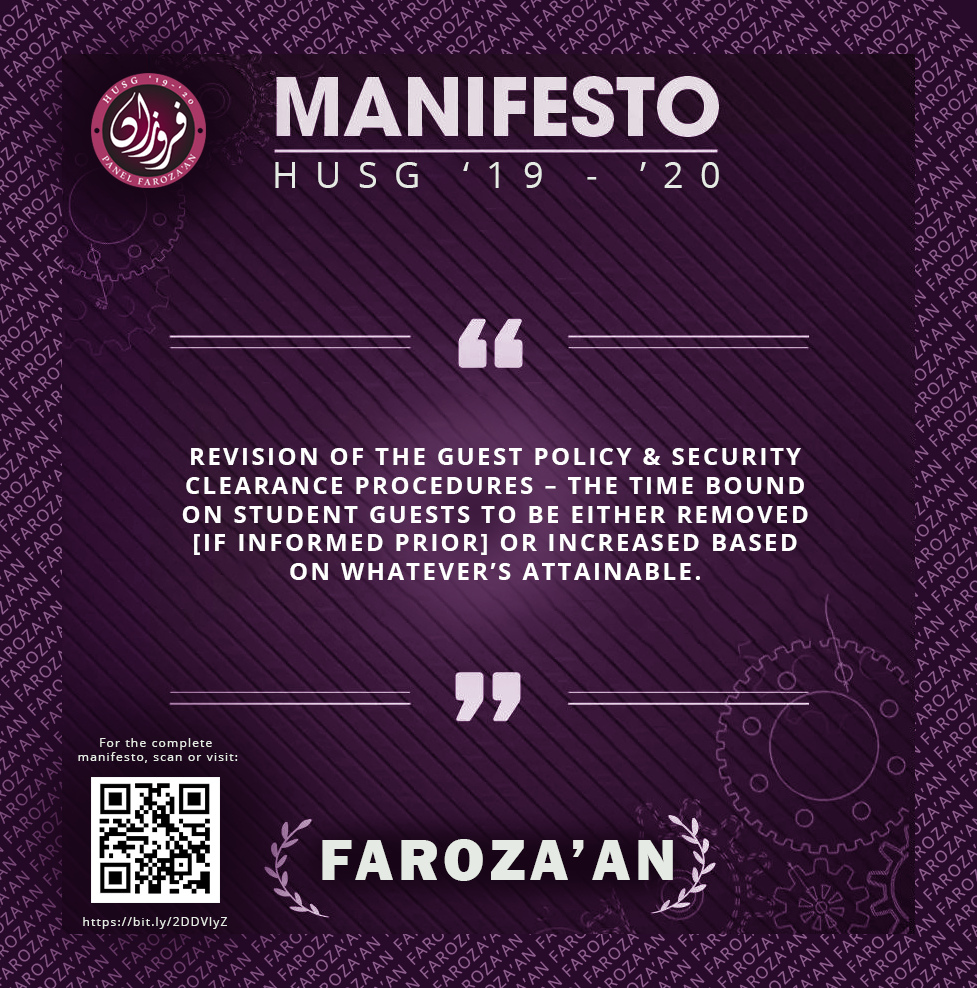 HUSG '19-'20
فروزاں
PANEL FAROZA'AN
MANIFESTO
HUSG ‘19 - ’20
“
REVISION OF THE GUEST POLICY & SECURITY
CLEARANCE PROCEDURES – THE TIME BOUND
ON STUDENT GUESTS TO BE EITHER REMOVED
[IF INFORMED PRIOR] OR INCREASED BASED
ON WHATEVER’S ATTAINABLE.
”
For the complete
manifesto, scan or visit:
https://bit.ly/2DDVlyZ
FAROZA’AN